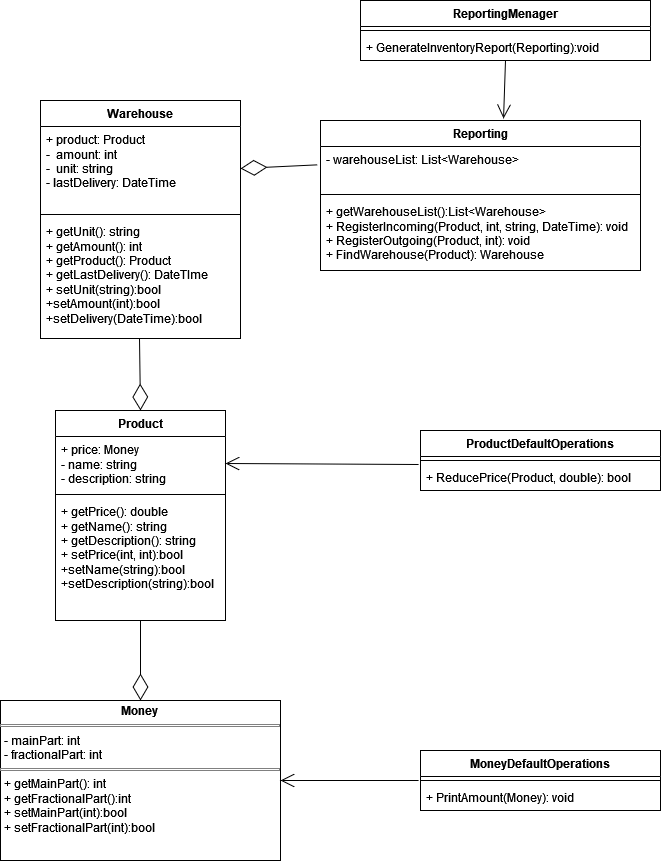 ReportingMenager
+ GenerateInventoryReport(Reporting):void
Warehouse
+ product: Product
- amount: int
- unit: string
- lastDelivery: DateTime
+ getUnit(): string
+ getAmount(): int
+ getProduct(): Product
+ getLastDelivery(): DateTIme
+ setUnit(string):bool
+setAmount(int):bool
+setDelivery(DateTime):bool
Reporting
- warehouseList: List<Warehouse>
+ getWarehouseList():List<Warehouse>
+ RegisterIncoming(Product, int, string, DateTime): void
+ RegisterOutgoing(Product, int): void
+ FindWarehouse(Product): Warehouse
Product
+ price: Money
- name: string
- description: string
+ getPrice(): double
+ getName(): string
+ getDescription(): string
+ setPrice(int, int):bool
+setName(string):bool
+setDescription(string):bool
ProductDefaultOperations
+ ReducePrice(Product, double): bool
Money
- mainPart: int
- fractionalPart: int
+ getMainPart(): int
+ getFractionalPart():int
+ setMainPart(int):bool
+ setFractionalPart(int):bool
MoneyDefaultOperations
+ PrintAmount(Money): void